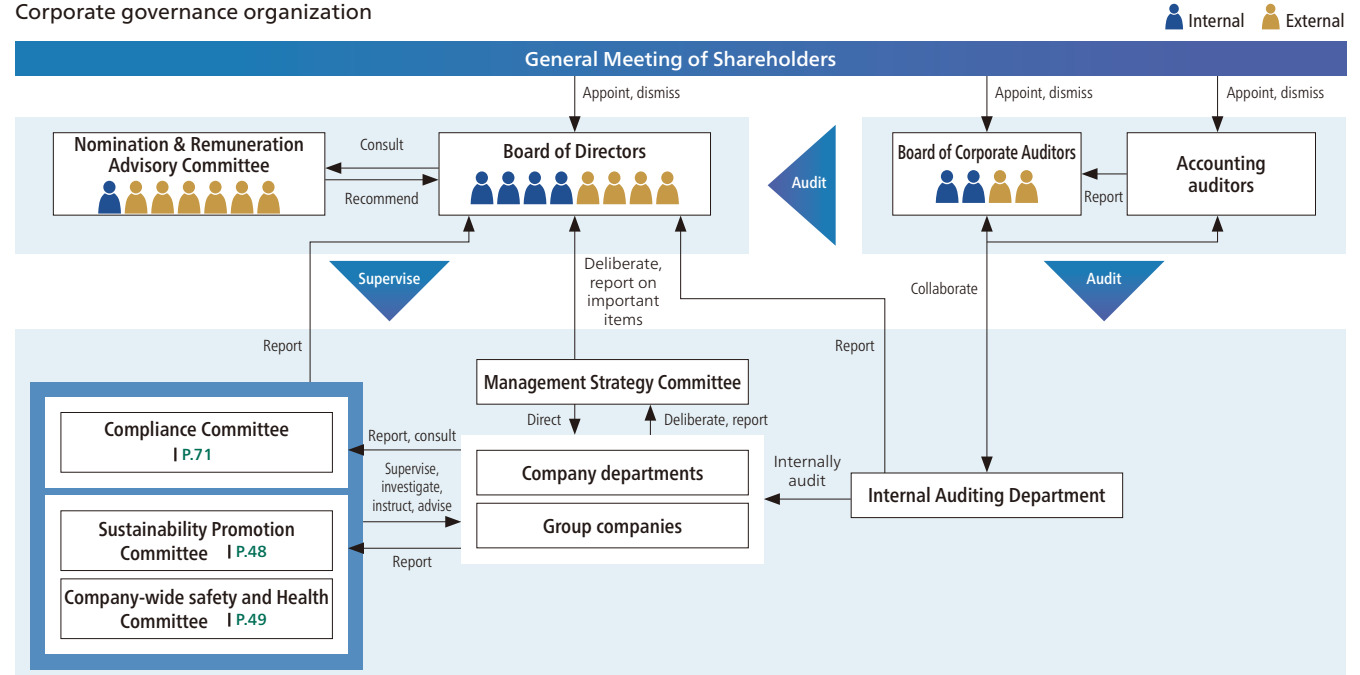 Corporate governance organization
Internal
External
General Meeting of Shareholders
Appoint, dismiss
Appoint, dismiss
Appoint, dismiss
Nomination & Remuneration
Advisory Committee
Consult
Recommend
Board of Directors
Audit
Board of Corporate Auditors
Report
Accounting
auditors
Supervise
Deliberate,
report on
important
items
Collaborate
Audit
Report
Report
Management Strategy Committee
Direct
Deliberate, report
Compliance Committee
P.71
Report, consult
Supervise,
investigate,
instruct, advise
Report
Company departments
Group companies
Internally
audit
Internal Auditing Department
Sustainability Promotion
Committee P.48
Company-wide safety and Health
Committee P.49